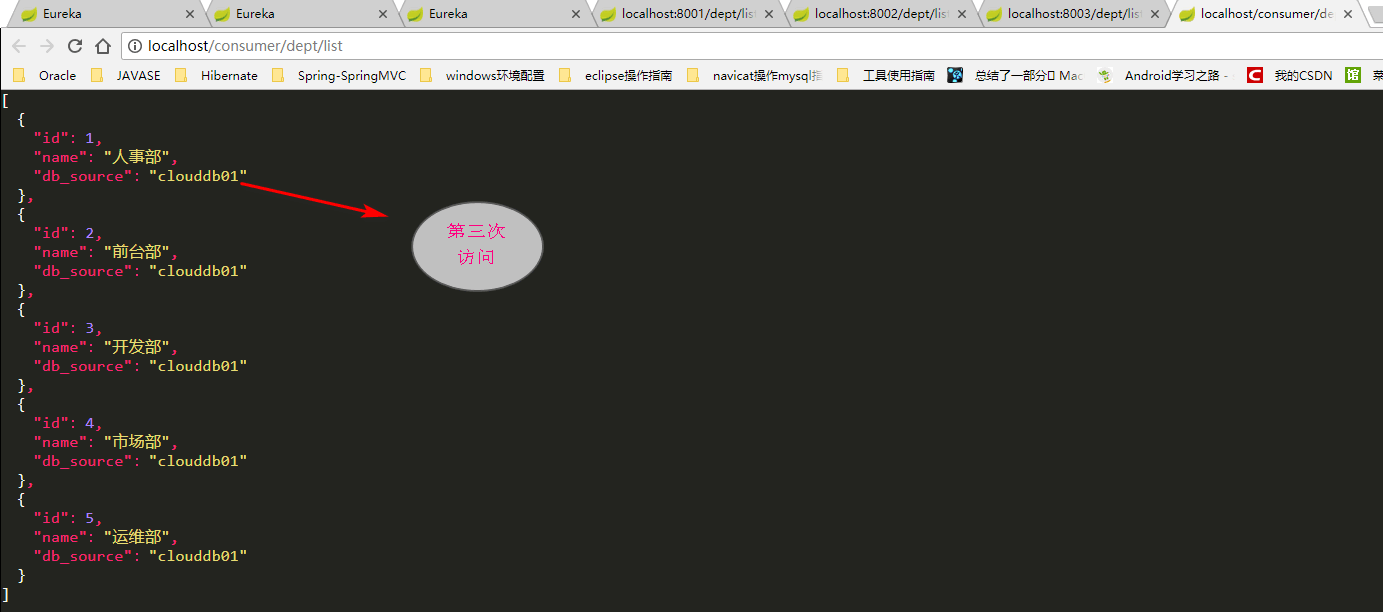 Eureka Eureka Eureka localhost:8001/dept/list localhost:8002/dept/list localhost:8003/dept/list localhost/consumer/de
localhost/consumer/dept/list
Oracle JAVASE Hibernate Spring-SpringMVC windows环境配置 eclipse操作指南 navicat操作mysql指 工具使用指南 总结了一部分 Mac Android学习之路 - 我的CSDN 馆 菜
[
{
"id": 1,
"name": "人事部",
"db_source": "clouddb01"
},
{
"id": 2,
"name": "前台部",
"db_source": "clouddb01"
},
{
"id": 3,
"name": "开发部",
"db_source": "clouddb01"
},
{
"id": 4,
"name": "市场部",
"db_source": "clouddb01"
},
{
"id": 5,
"name": "运维部",
"db_source": "clouddb01"
}
]
第三次
访问